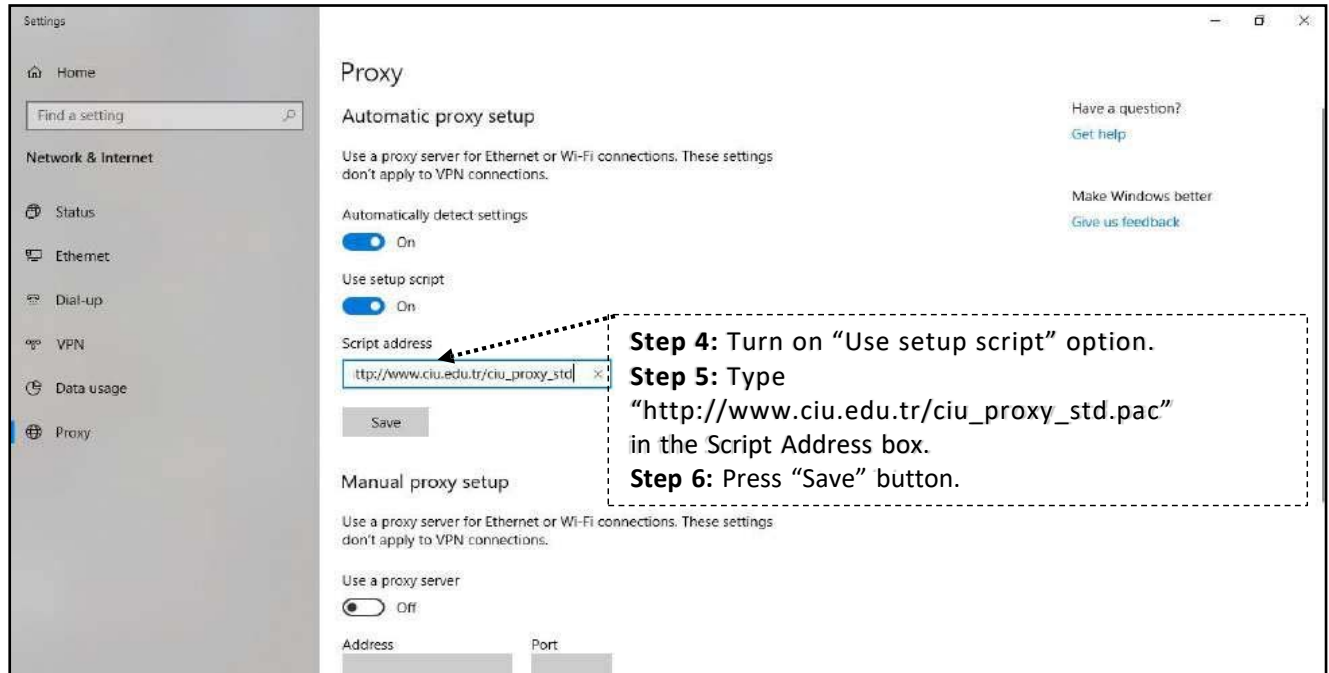 Settings
Home
Find a setting
Network & Internet
Status
Ethernet
Dial-up
VPN
Data usage
Proxy
Proxy
Automatic proxy setup
Use a proxy server for Ethernet or Wi-Fi connections. These settings
don't apply to VPN connections.
Automatically detect settings
On
Use setup script
On
Script address
ttp://www.ciu.edu.tr/ciu_proxy_std
Save
Manual proxy setup
Use a proxy server for Ethernet or Wi-Fi connections. These settings
don't apply to VPN connections.
Use a proxy server
Off
Address Port
Have a question?
Get help
Make Windows better
Give us feedback
Step 4: Turn on “Use setup script” option.
Step 5: Type
“http://www.ciu.edu.tr/ciu_proxy_std.pac”
in the Script Address box.
Step 6: Press “Save” button.